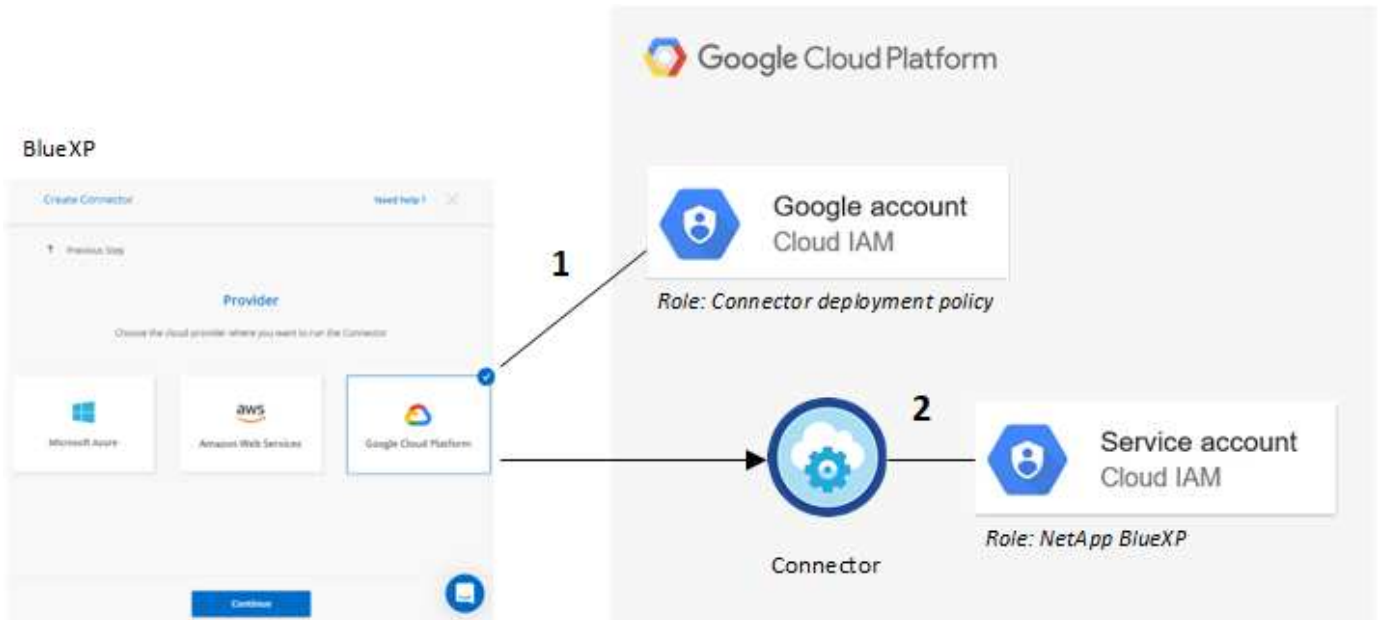 Google Cloud Platform
BlueXP
Create Connector
Need help?
Previous Step
Provider
Choose the cloud provider where you want to run the Connector
Microsoft Azure
aws
Amazon Web Services
Google Cloud Platform
Continue
1
Google account
Cloud IAM
Role: Connector deployment policy
2
Connector
Service account
Cloud IAM
Role: NetApp BlueXP